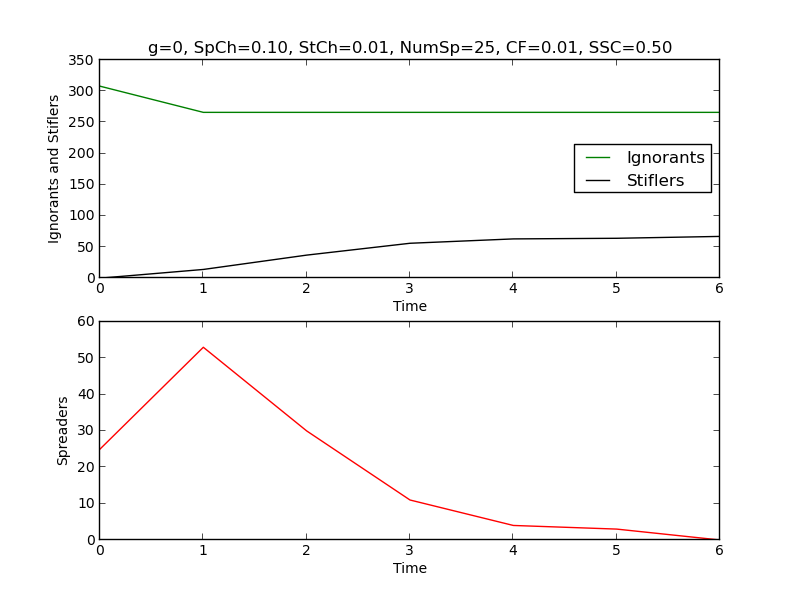 g=0, SpCh=0.10, StCh=0.01, NumSp=25, CF=0.01, SSC=0.50
350
300
250
200
150
100
50
0
Ignorants and Stiflers
Ignorants
Stiflers
0 1 2 3 4 5 6
Time
60
50
40
30
20
10
0
Spreaders
0 1 2 3 4 5 6
Time